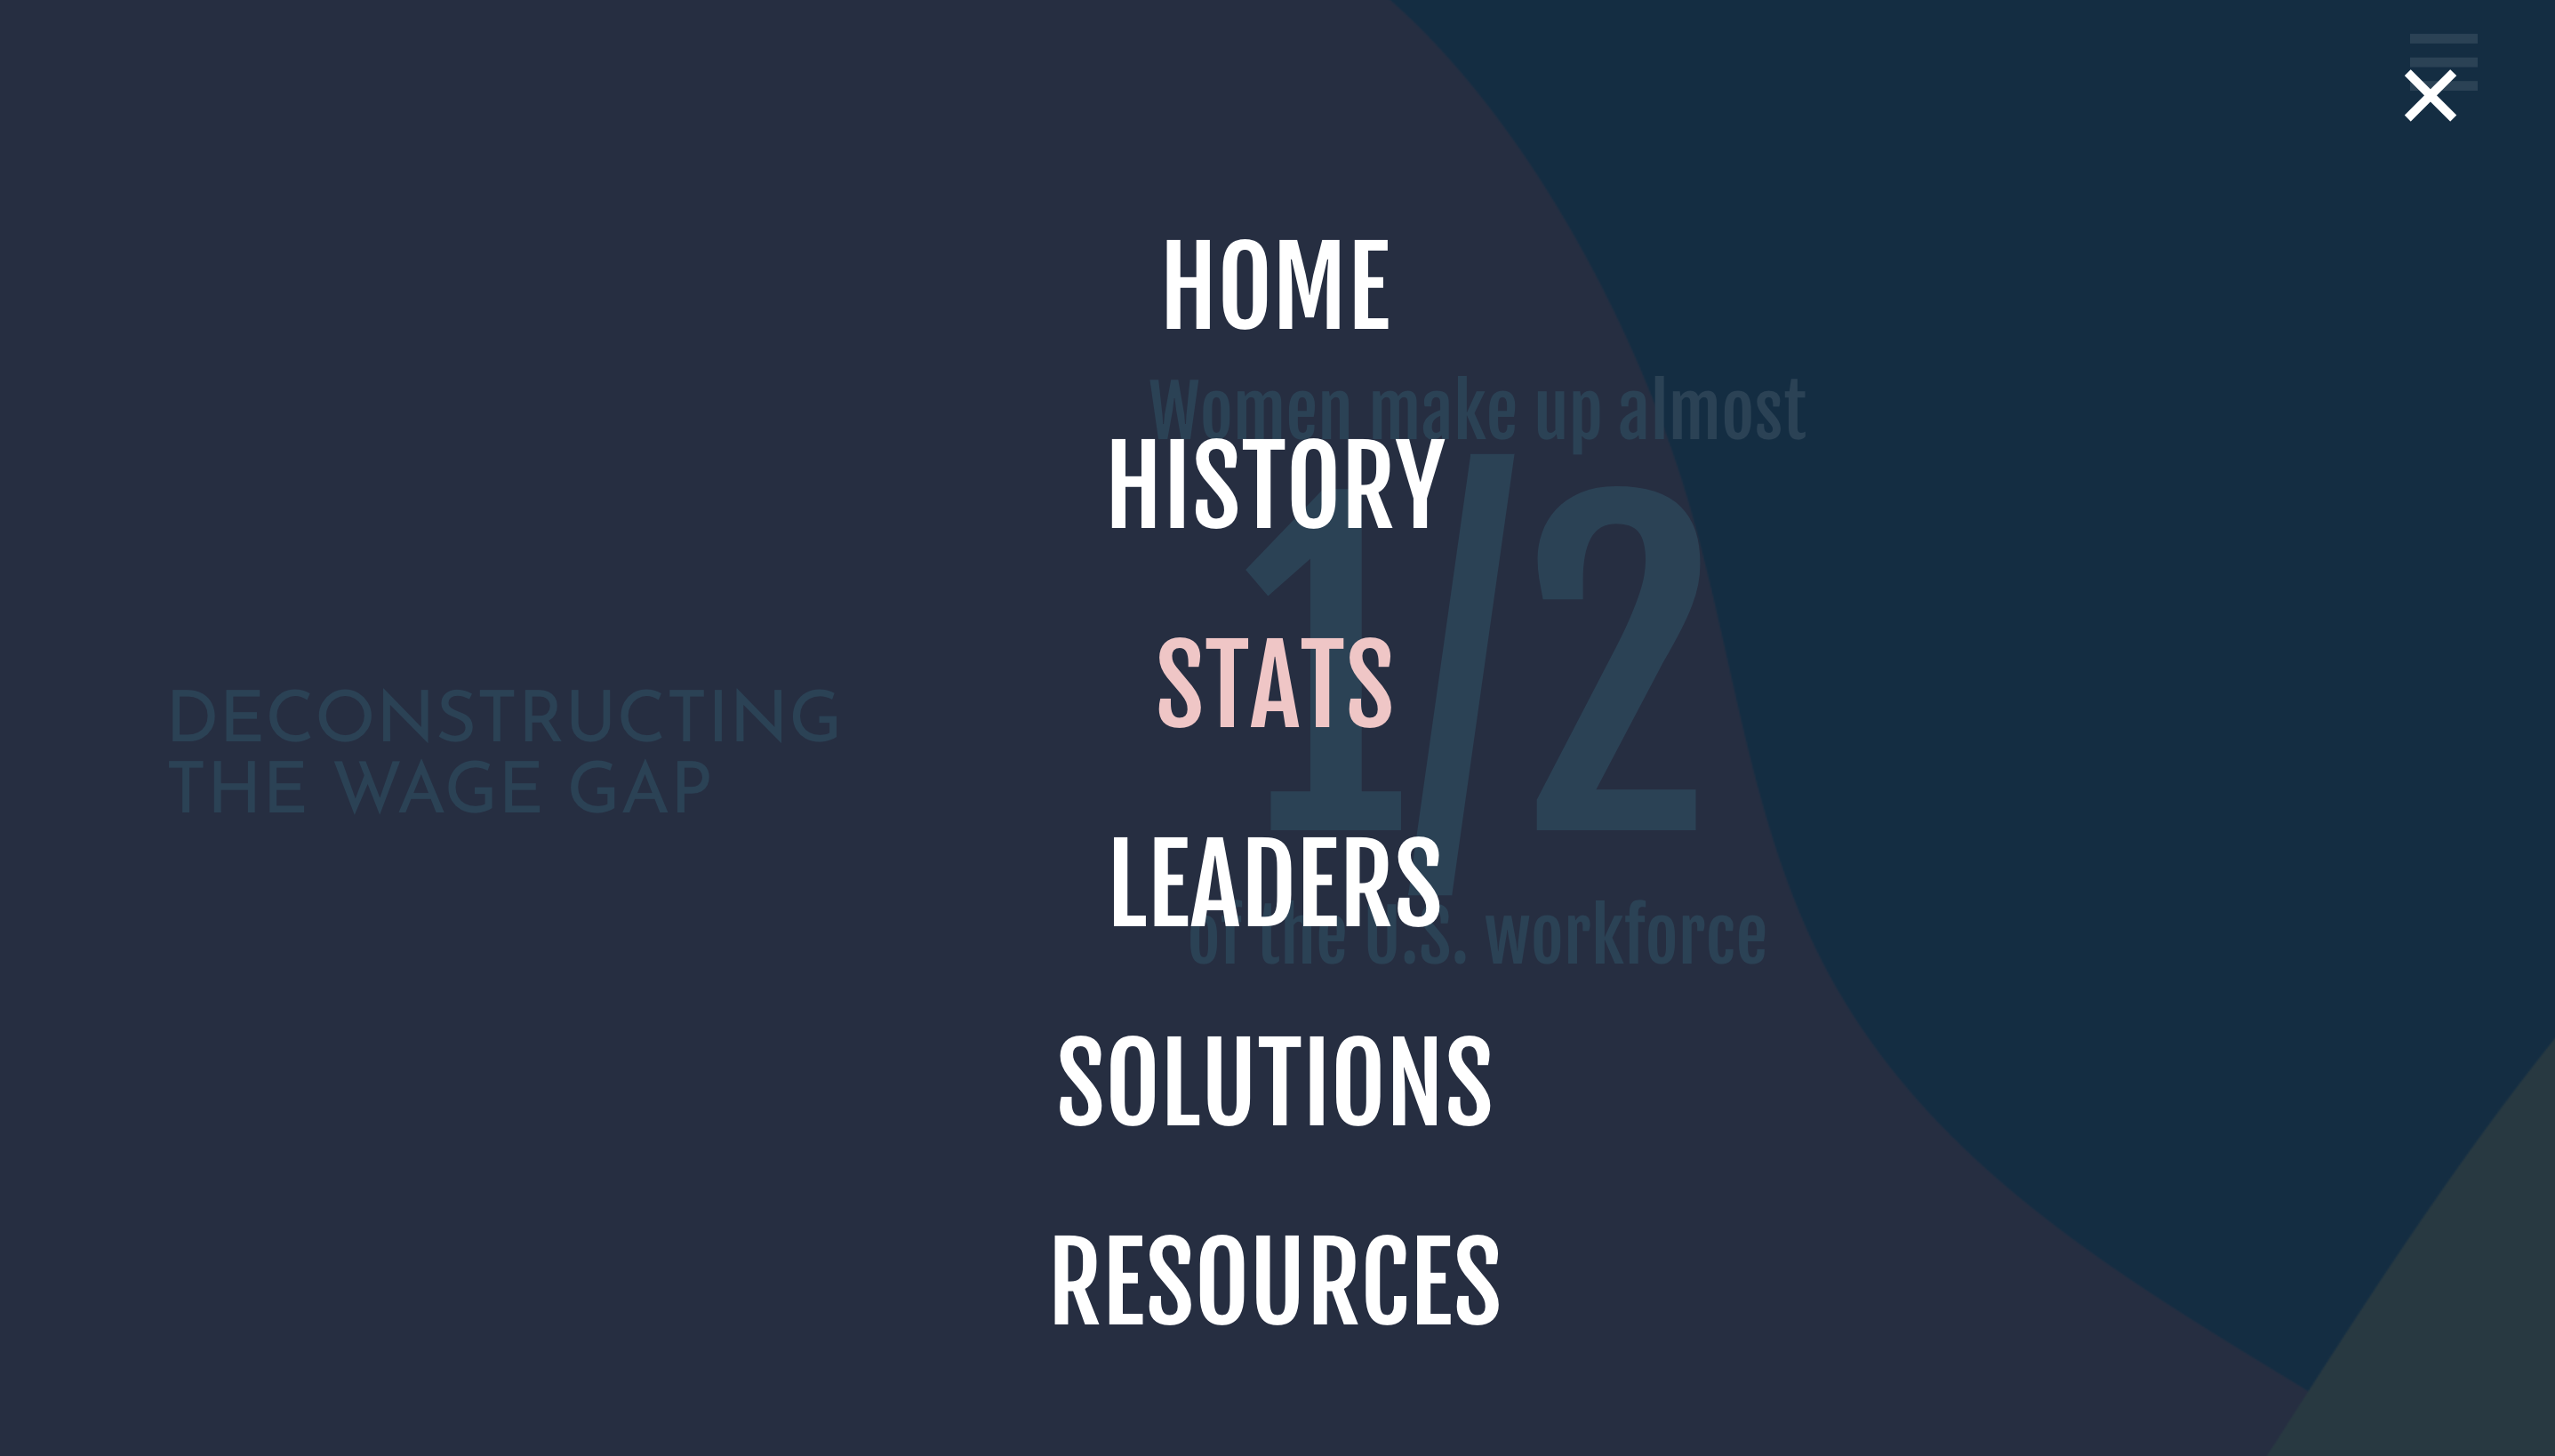 HOME
Women make up almost
HISTORY
1/2
STATS
DECONSTRUCTING
THE WAGE GAP
LEADERS
of the U.S. workforce
SOLUTIONS
RESOURCES